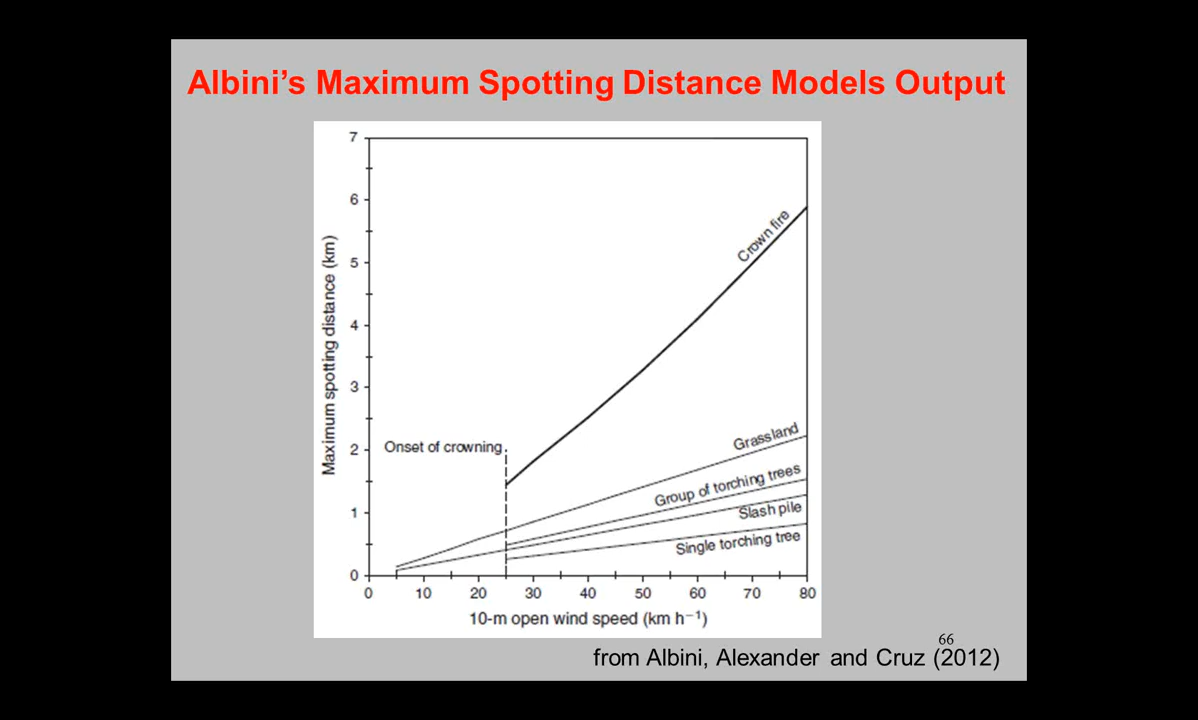 Albini’s Maximum Spotting Distance Models Output
7
6
5
4
3
2
1
0
Maximum spotting distance (km)
Crown fire
Onset of crowning
Grassland
Group of torching trees
Slash pile
Single torching tree
0 10 20 30 40 50 60 70 80
10-m open wind speed (km h−1)
66
from Albini, Alexander and Cruz (2012)